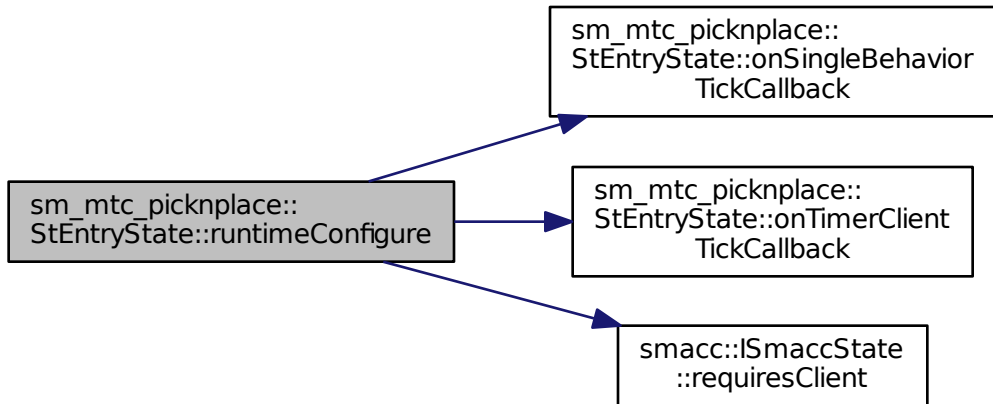 sm_mtc_picknplace::
StEntryState::onSingleBehavior
TickCallback
sm_mtc_picknplace::
StEntryState::runtimeConfigure
sm_mtc_picknplace::
StEntryState::onTimerClient
TickCallback
smacc::ISmaccState
::requiresClient